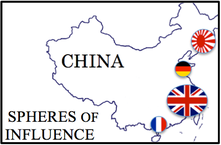 CHINA
SPHERES OF
INFLUENCE